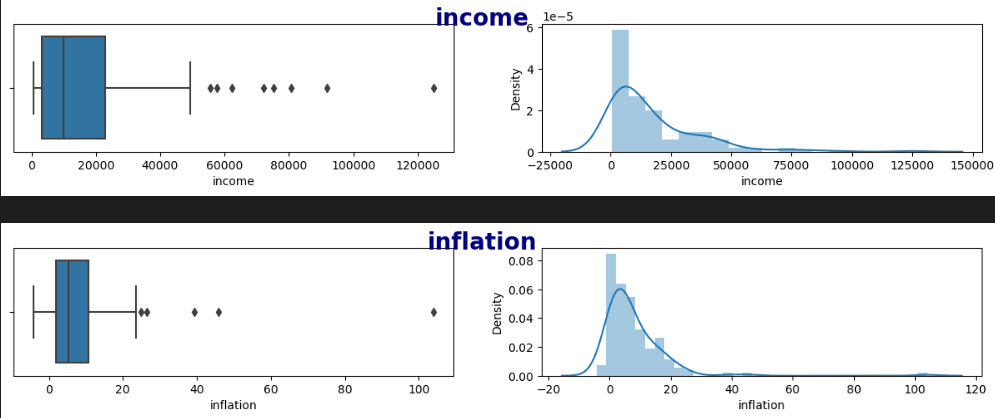 income
1e−5
6
4
2
0
Density
0 20000 40000 60000 80000 100000 120000
income
−25000 0 25000 50000 75000 100000 125000 150000
income
inflation
0.08
0.06
0.04
0.02
0.00
Density
0 20 40 60 80 100
inflation
−20 0 20 40 60 80 100 120
inflation